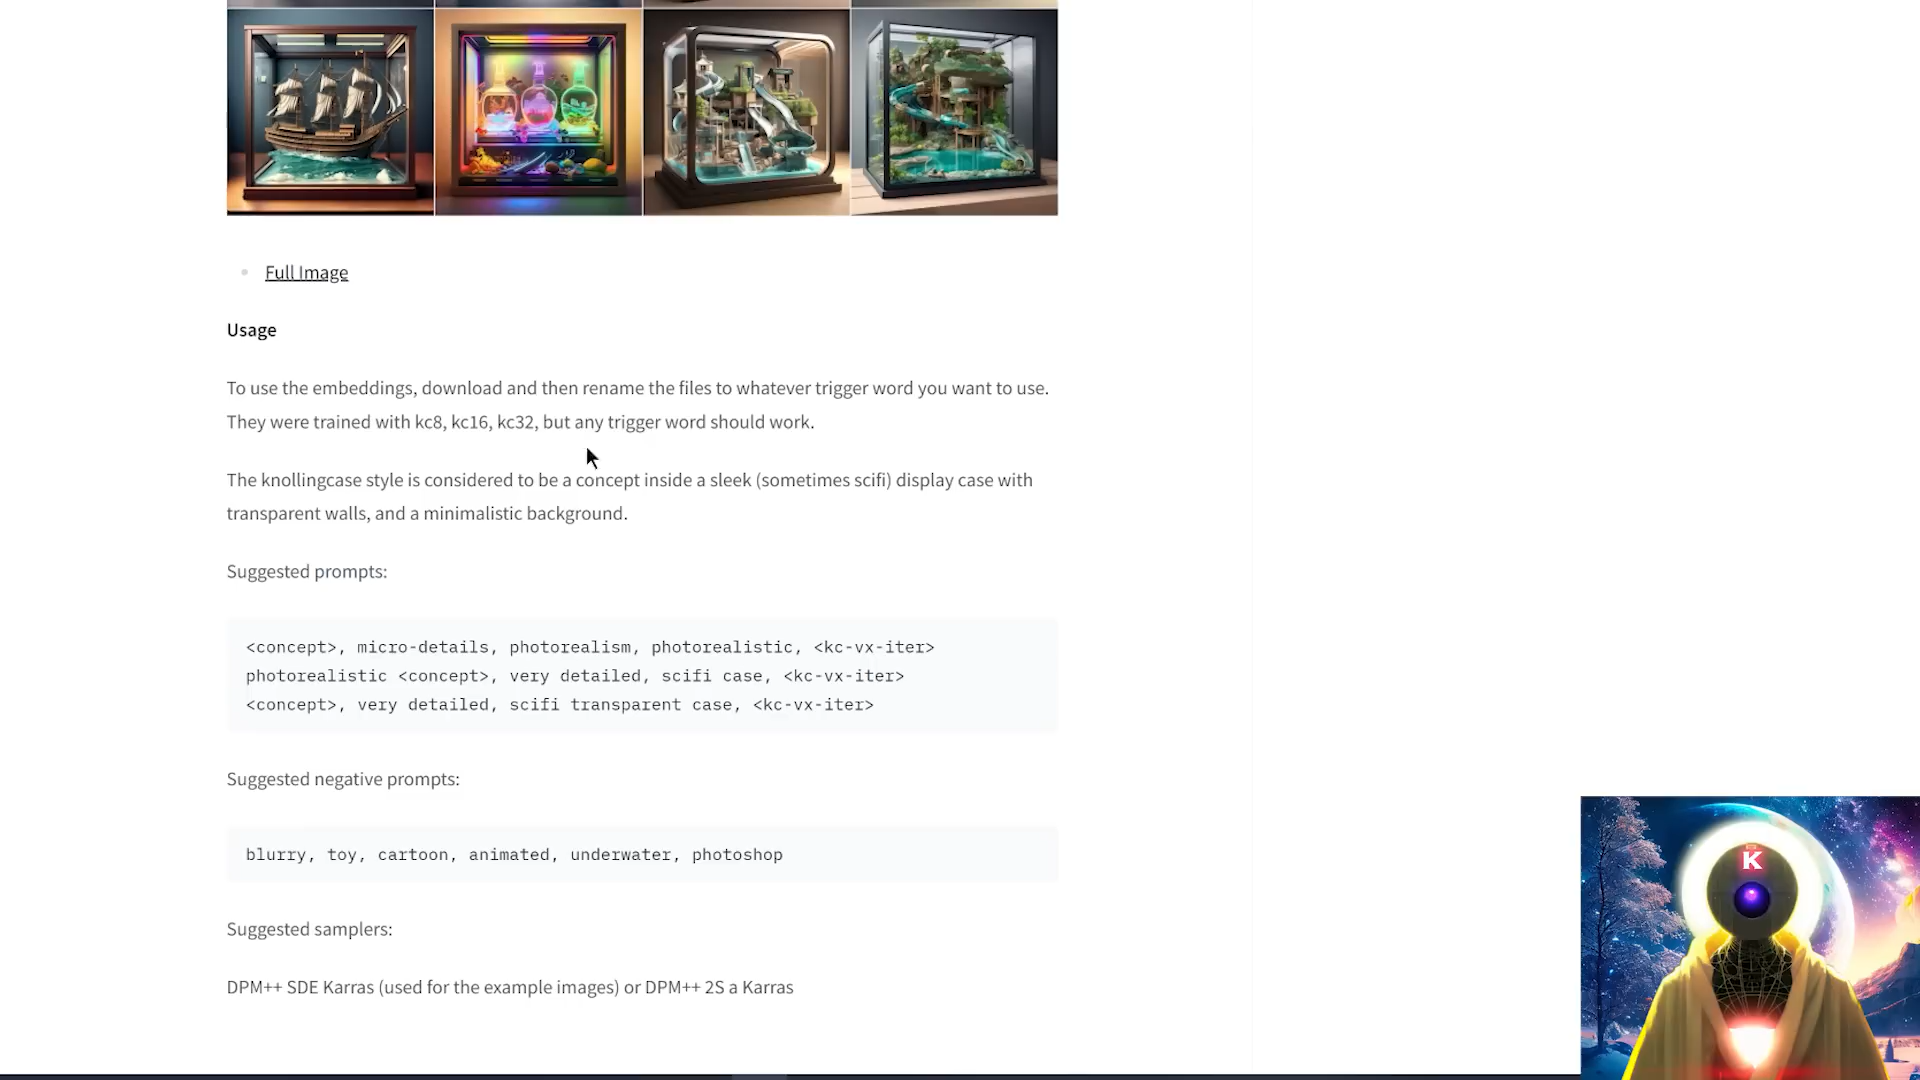 Full Image
Usage
To use the embeddings, download and then rename the files to whatever trigger word you want to use.
They were trained with kc8, kc16, kc32, but any trigger word should work.
The knollingcase style is considered to be a concept inside a sleek (sometimes scifi) display case with
transparent walls, and a minimalistic background.
Suggested prompts:
<concept>, micro-details, photorealism, photorealistic, <kc-vx-iter>
photorealistic <concept>, very detailed, scifi case, <kc-vx-iter>
<concept>, very detailed, scifi transparent case, <kc-vx-iter>
Suggested negative prompts:
blurry, toy, cartoon, animated, underwater, photoshop
Suggested samplers:
DPM++ SDE Karras (used for the example images) or DPM++ 2S a Karras
K